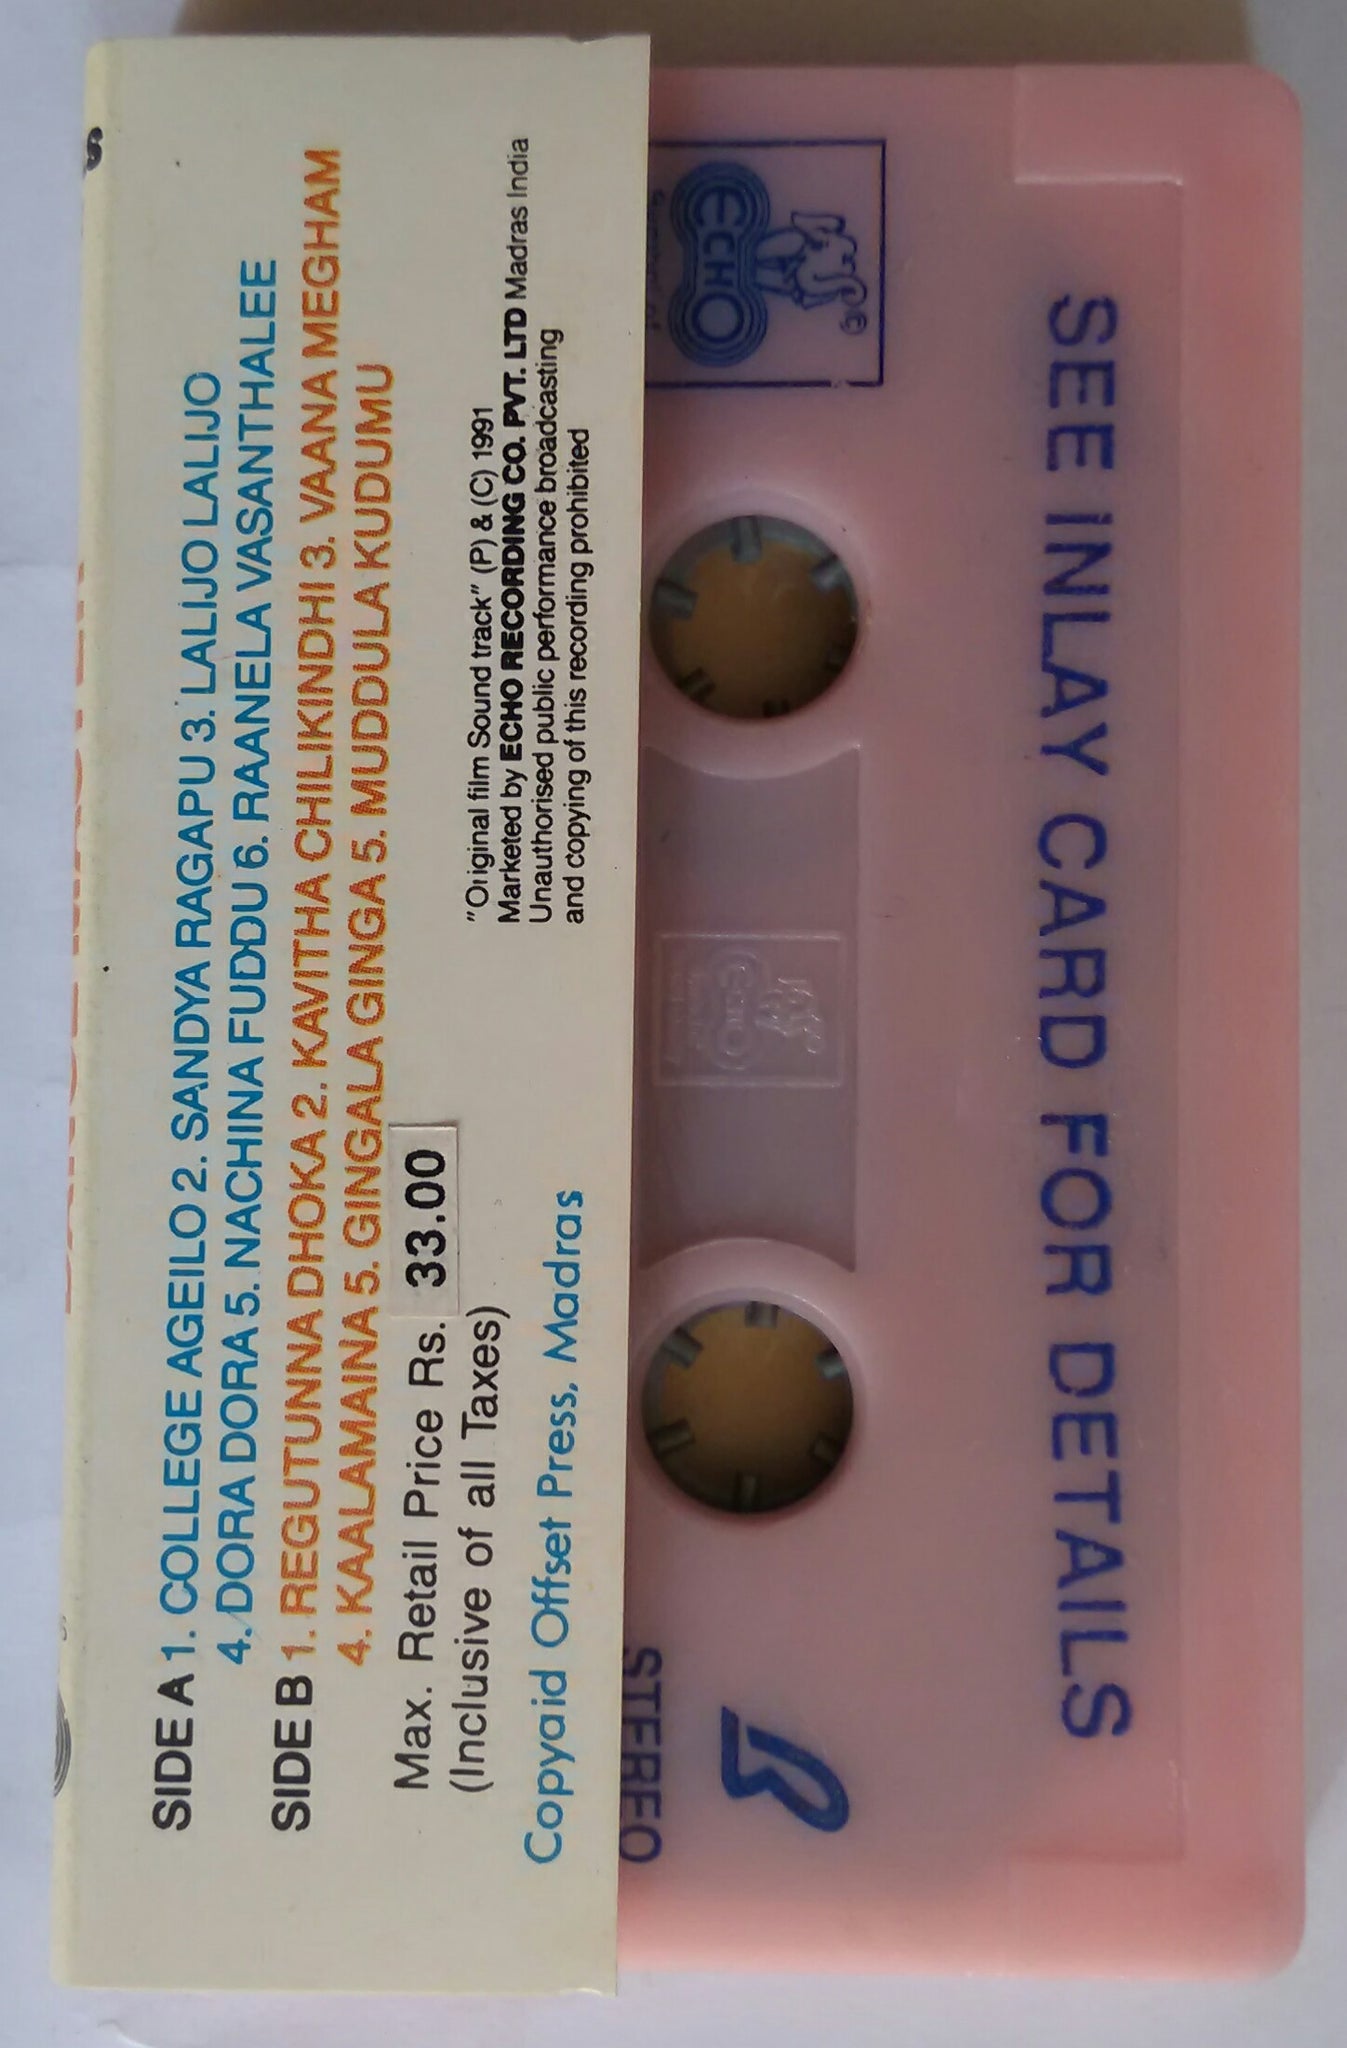 SIDE A 1. COLLEGE AGEILO 2. SANDYA RAGAPU 3. LALIJO LALIJO
4. DORA DORA 5. NACHINA FUDDU 6. RAANELA VASANTHALEE
SIDE B 1. REGUTUNNA DHOKA 2. KAVITHA CHILIKINDHI 3. VAANA MEGHAM
4. KAALAMAINA 5. GINGALA GINGA 5. MUDDULA KUDUMU
Max. Retail Price Rs. 33.00
(Inclusive of all Taxes)
"Original film Sound track" (P) & (C) 1991
Marketed by ECHO RECORDING CO. PVT. LTD Madras India
Unauthorised public performance broadcasting
and copying of this recording prohibited
Copyaid Offset Press, Madras
ECHO
ECHO
STEREO
B
SEE INLAY CARD FOR DETAILS